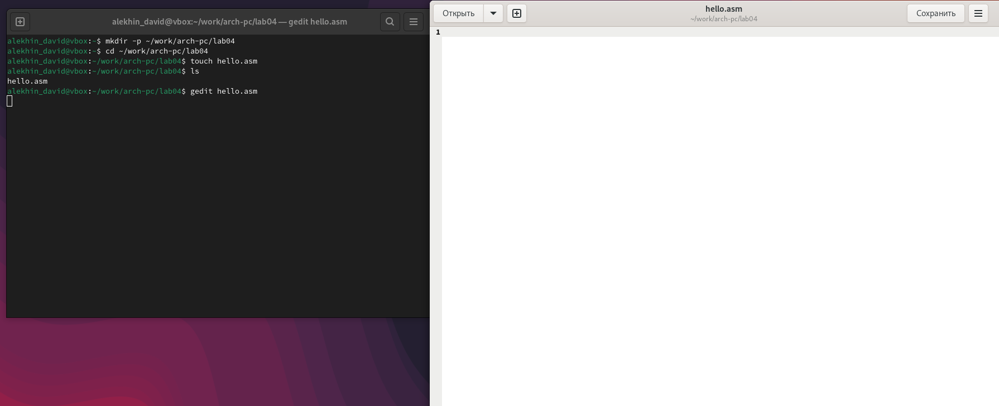 alekhin_david@vbox:~/work/arch-pc/lab04 — gedit hello.asm
alekhin_david@vbox:~$ mkdir -p ~/work/arch-pc/lab04
alekhin_david@vbox:~$ cd ~/work/arch-pc/lab04
alekhin_david@vbox:~/work/arch-pc/lab04$ touch hello.asm
alekhin_david@vbox:~/work/arch-pc/lab04$ ls
hello.asm
alekhin_david@vbox:~/work/arch-pc/lab04$ gedit hello.asm
Открыть
hello.asm
~/work/arch-pc/lab04
Сохранить
1